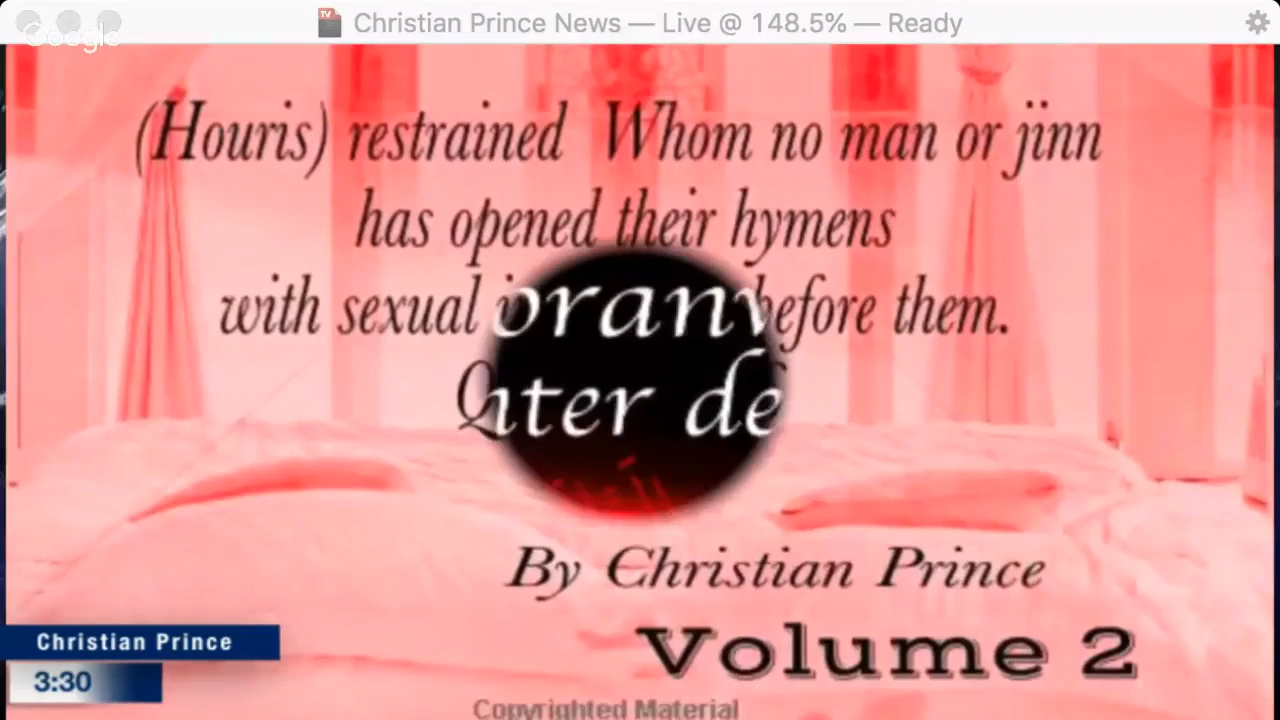 Christian Prince News — Live @ 148.5% — Ready
Google
(Houris) restrained Whom no man or jinn
has opened their hymens
with sexual before them.
By Christian Prince
Volume 2
Christian Prince
3:30
Copyrighted Material